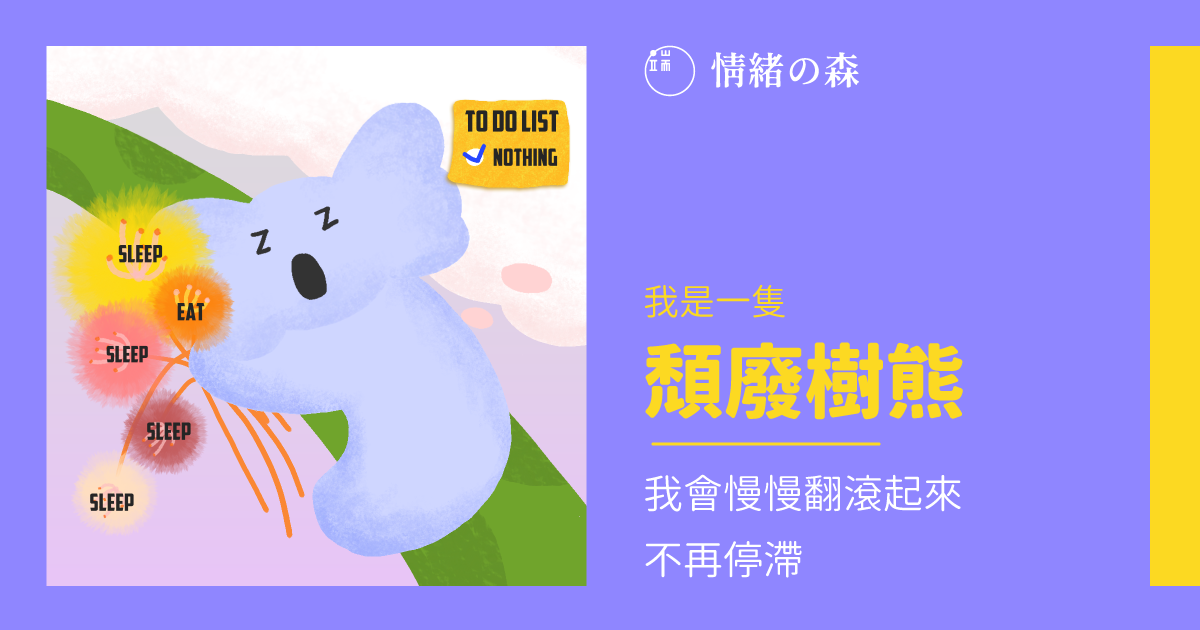 TO DO LIST
NOTHING
SLEEP
EAT
SLEEP
SLEEP
SLEEP
端
情緒の森
我是一隻
頹廢樹熊
我會慢慢翻滾起來
不再停滯